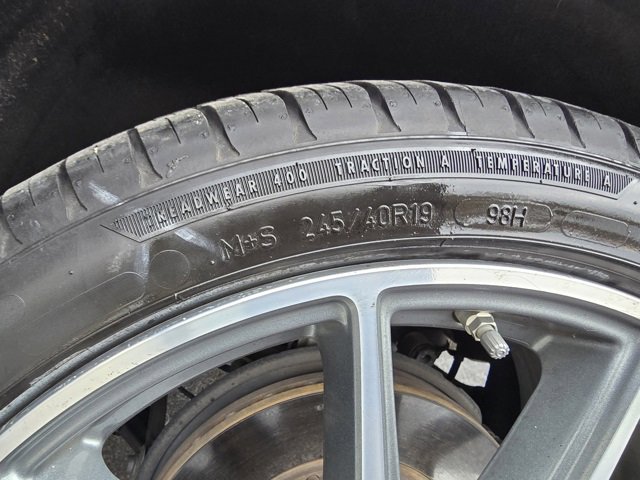 TREADWEAR 400 TRACTION A TEMPERATURE A
M+S 245/40R19 98H